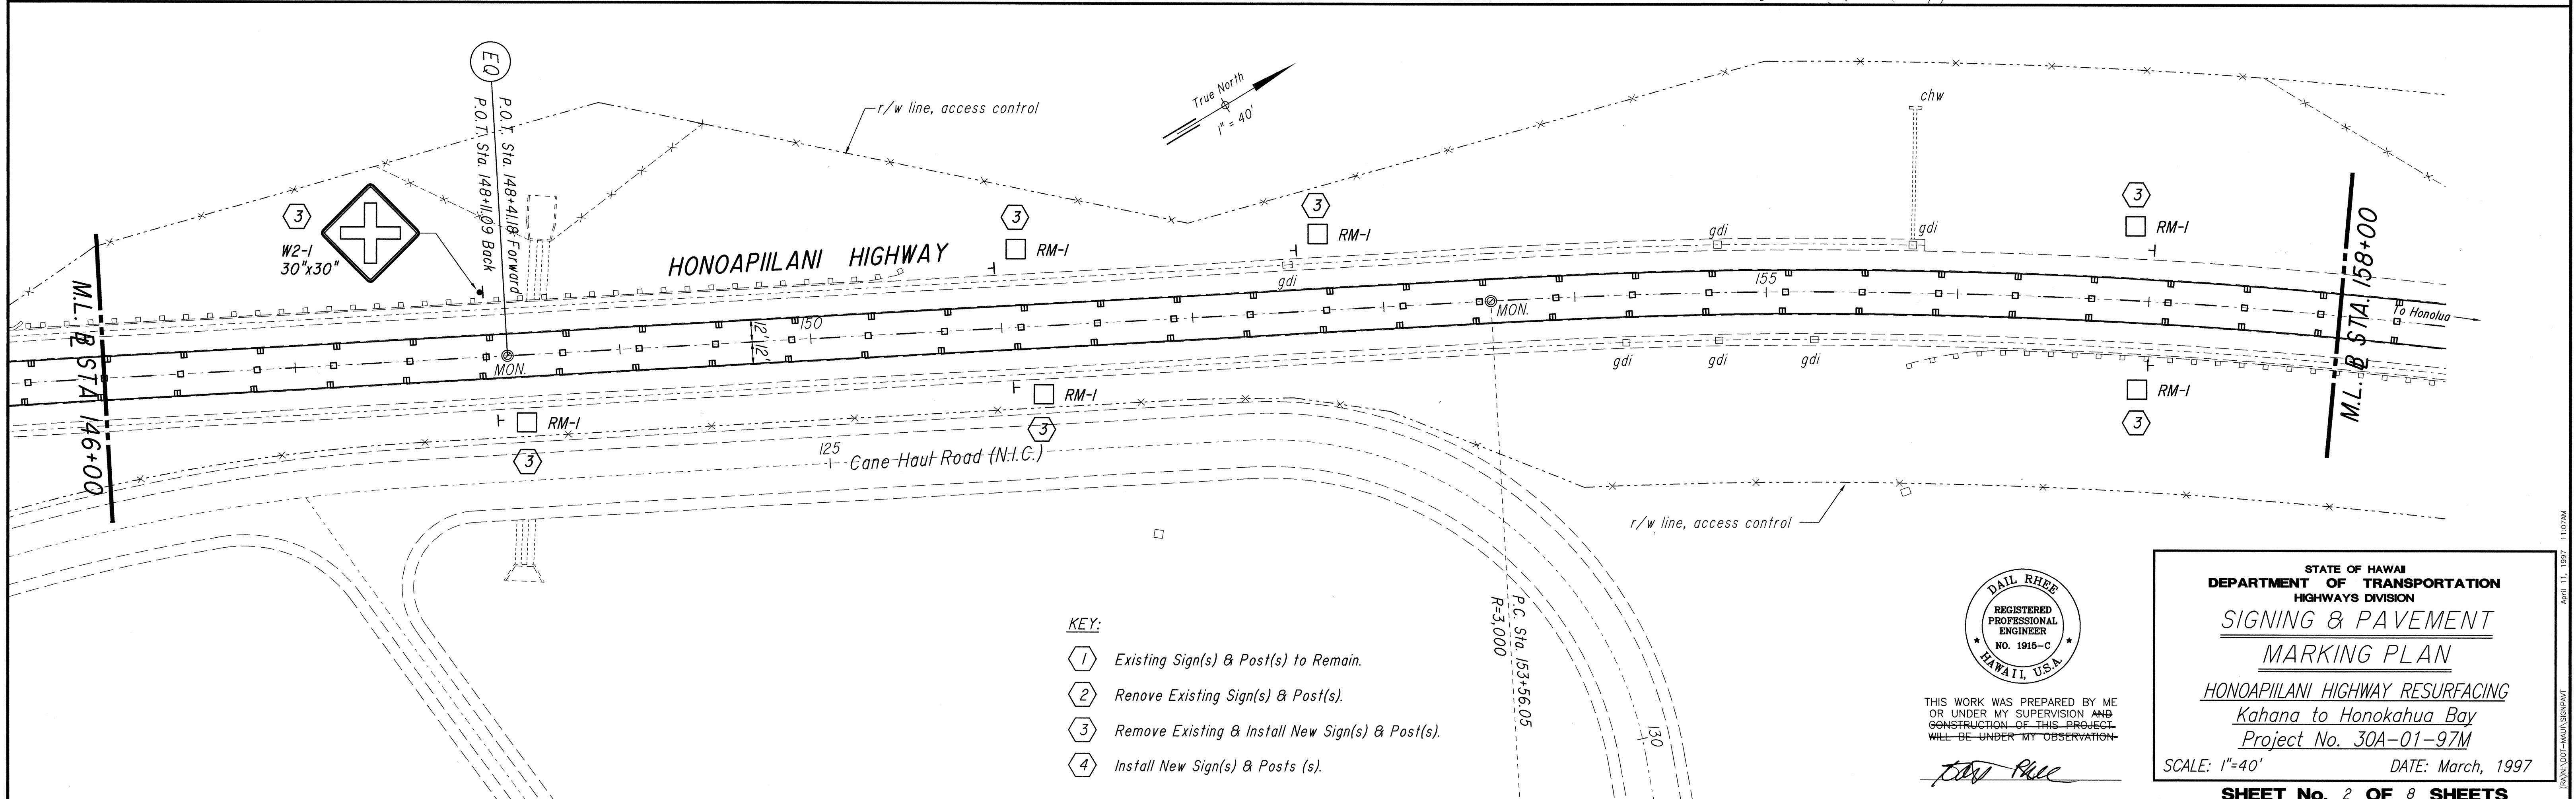 EQ
P.O.T. Sta. 148+41.18 Forward
P.O.T. Sta. 148+11.09 Back
r/w line, access control
True North
1" = 40'
chw
3
W2-1
30"x30"
3
RM-1
3
RM-1
3
RM-1
gdi
gdi
gdi
HONOAPIILANI HIGHWAY
M.L. B STA 146+00
M.L. B STA. 158+00
To Honolua
150
155
12'
12'
MON.
MON.
gdi
gdi
gdi
RM-1
3
RM-1
3
RM-1
3
125
Cane Haul Road (N.I.C.)
r/w line, access control
P.C. Sta. 153+56.05
R=3,000
130
KEY:
1 Existing Sign(s) & Post(s) to Remain.
2 Renove Existing Sign(s) & Post(s).
3 Remove Existing & Install New Sign(s) & Post(s).
4 Install New Sign(s) & Posts (s).
DAIL RHEE
REGISTERED
PROFESSIONAL
ENGINEER
NO. 1915-C
HAWAII, U.S.A.
THIS WORK WAS PREPARED BY ME
OR UNDER MY SUPERVISION AND
CONSTRUCTION OF THIS PROJECT
WILL BE UNDER MY OBSERVATION
STATE OF HAWAII
DEPARTMENT OF TRANSPORTATION
HIGHWAYS DIVISION
SIGNING & PAVEMENT
MARKING PLAN
HONOAPIILANI HIGHWAY RESURFACING
Kahana to Honokahua Bay
Project No. 30A-01-97M
SCALE: 1"=40' DATE: March, 1997
SHEET No. 2 OF 8 SHEETS
April 11, 1997 11:07AM